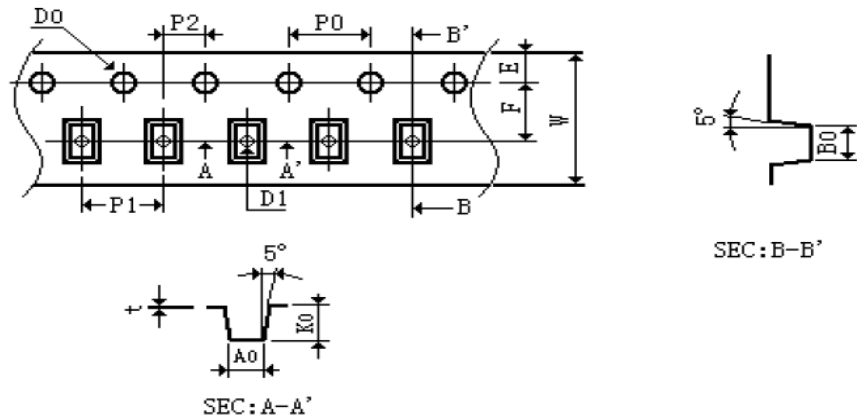 D0 P2 P0 B'
E
F
W
A A'
P1 D1 B
5°
B0
SEC:B-B'
5°
t
K0
A0
SEC:A-A'